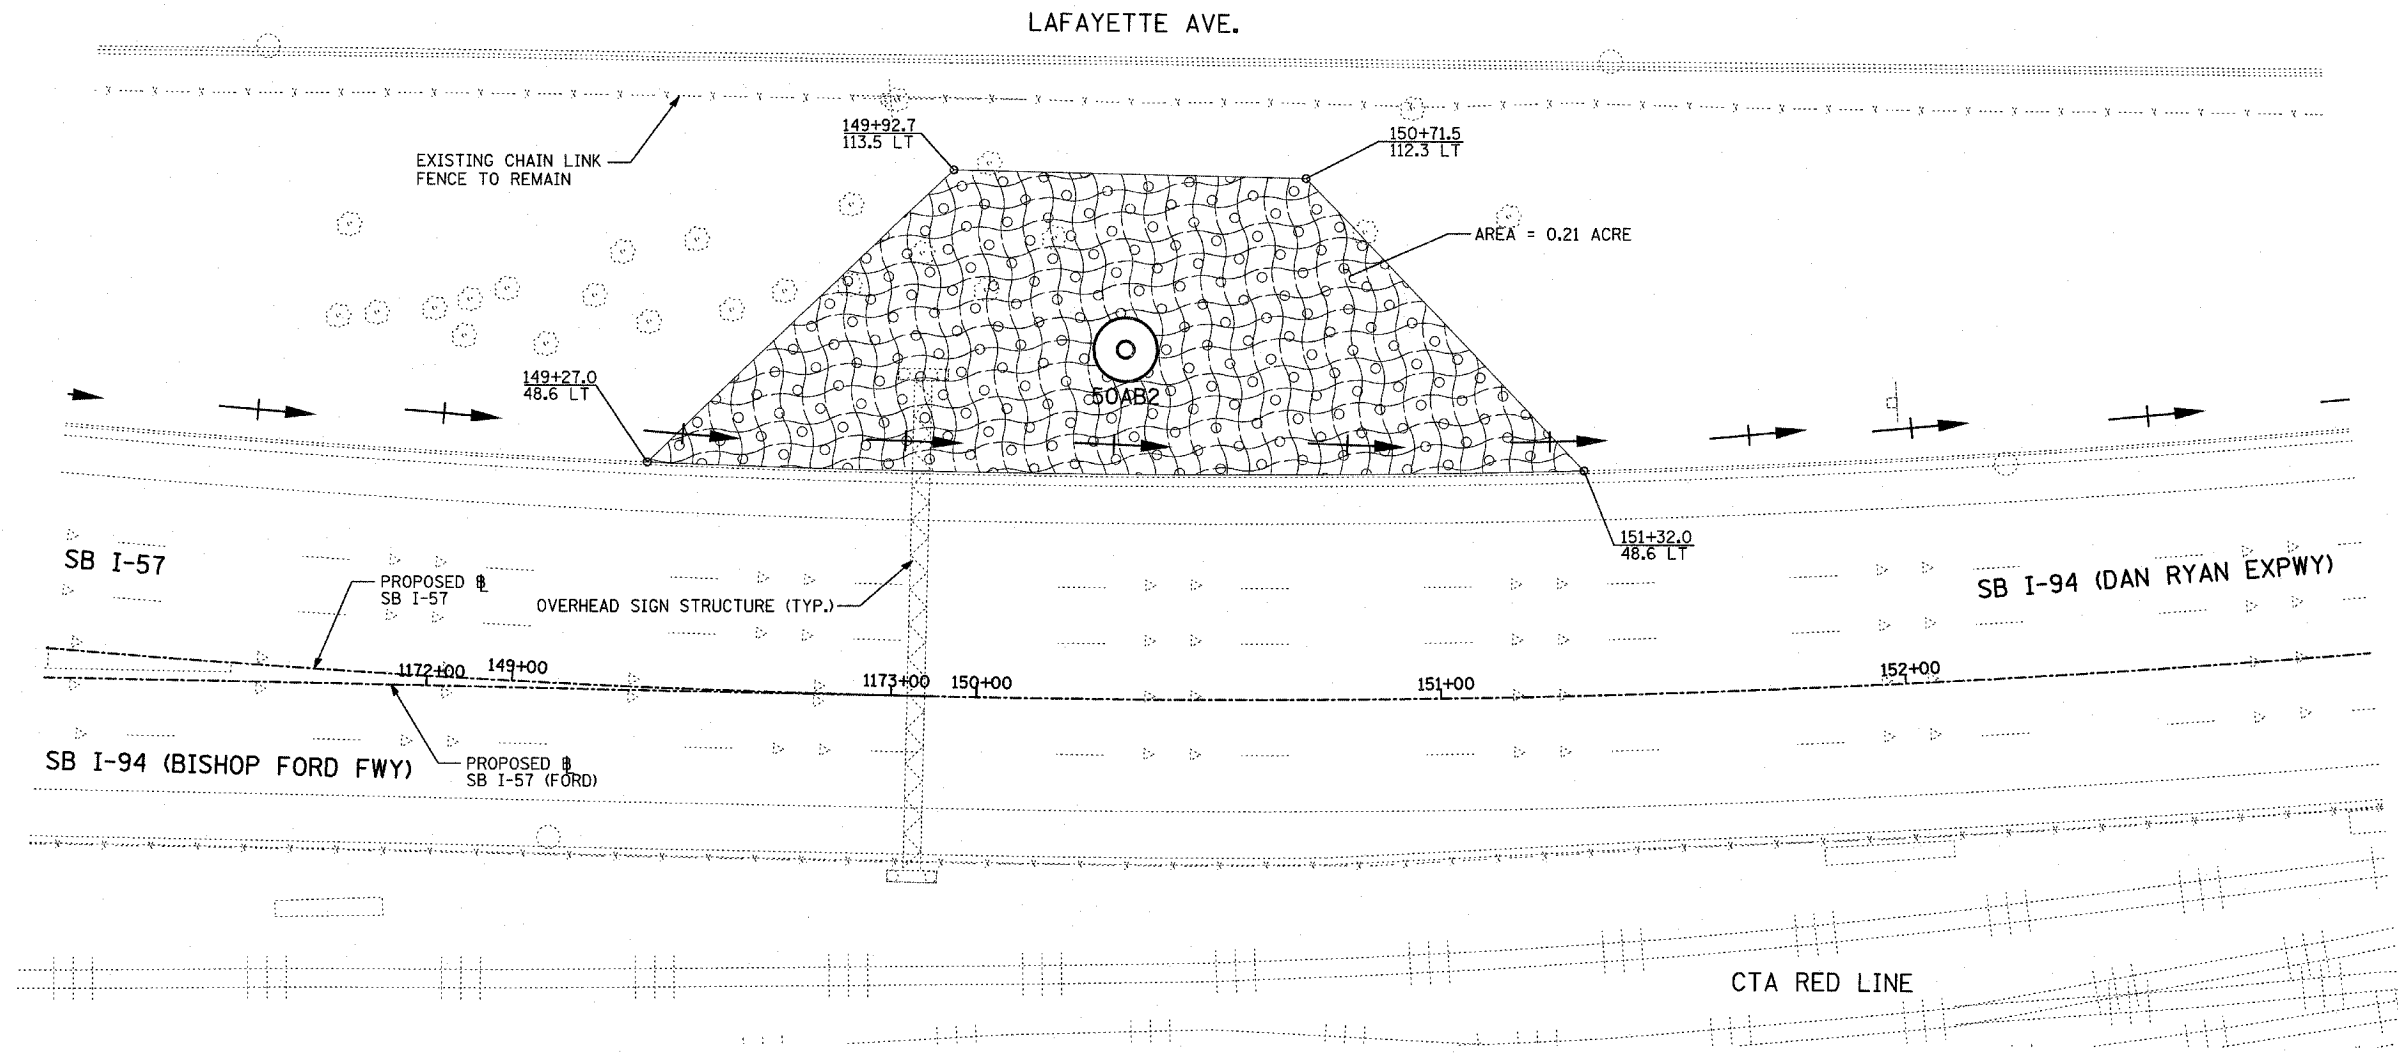 LAFAYETTE AVE.
149+92.7
113.5 LT
150+71.5
112.3 LT
EXISTING CHAIN LINK
FENCE TO REMAIN
AREA = 0.21 ACRE
149+27.0
48.6 LT
50AB2
151+32.0
48.6 LT
SB I-57
PROPOSED ℄
SB I-57
OVERHEAD SIGN STRUCTURE (TYP.)
SB I-94 (DAN RYAN EXPWY)
1172+00
149+00
1173+00
150+00
151+00
152+00
SB I-94 (BISHOP FORD FWY)
PROPOSED ℄
SB I-57 (FORD)
CTA RED LINE